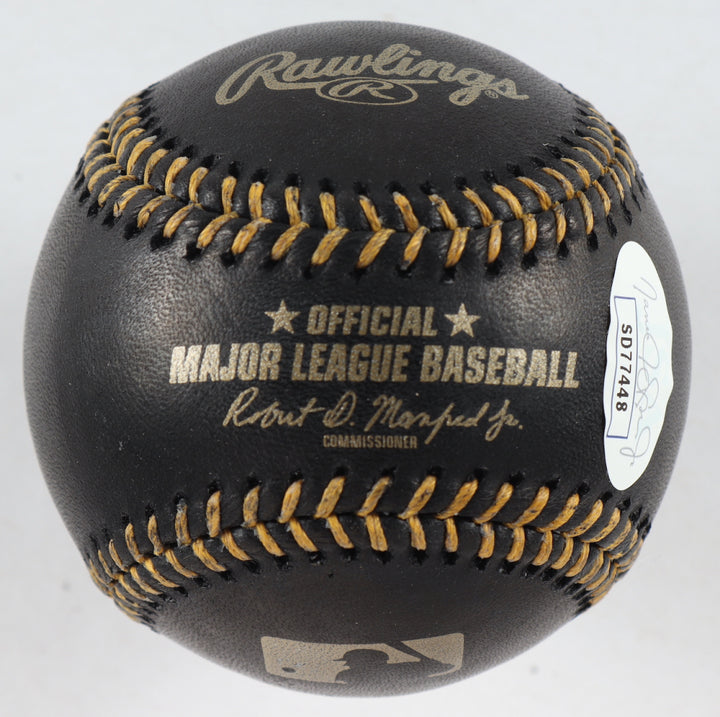 Rawlings®
R
★ OFFICIAL ★
MAJOR LEAGUE BASEBALL
Robert D. Manfred Jr.
COMMISSIONER
SD77448